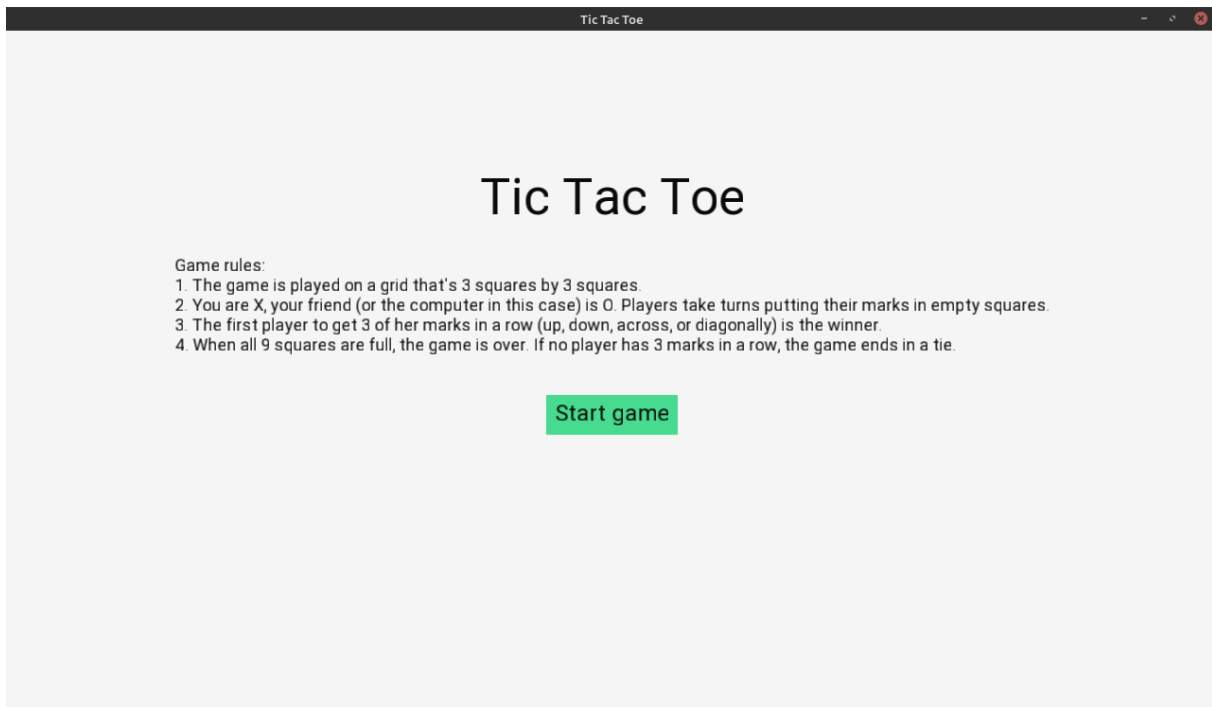 Tic Tac Toe
Tic Tac Toe
Game rules:
1. The game is played on a grid that's 3 squares by 3 squares.
2. You are X, your friend (or the computer in this case) is O. Players take turns putting their marks in empty squares.
3. The first player to get 3 of her marks in a row (up, down, across, or diagonally) is the winner.
4. When all 9 squares are full, the game is over. If no player has 3 marks in a row, the game ends in a tie.
Start game